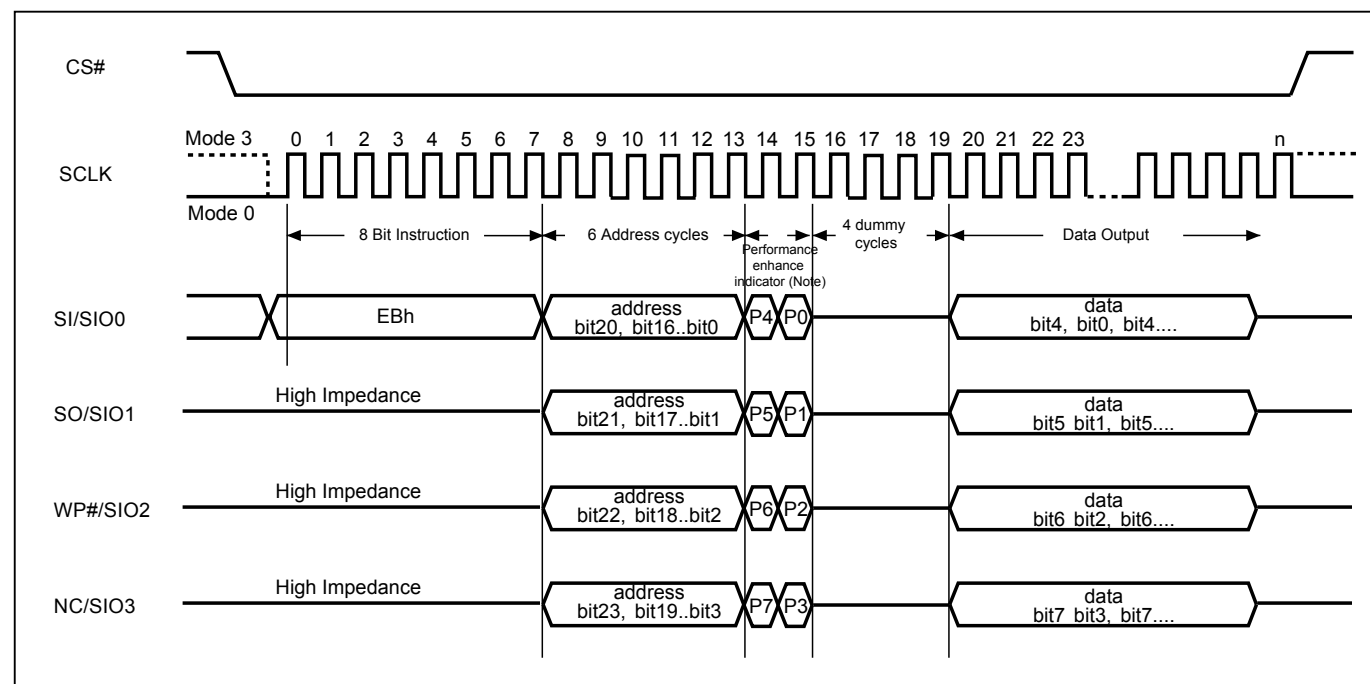 CS#
Mode 3
0 1 2 3 4 5 6 7 8 9 10 11 12 13 14 15 16 17 18 19 20 21 22 23 n
SCLK
Mode 0
8 Bit Instruction
6 Address cycles
Performance
enhance
indicator (Note)
4 dummy
cycles
Data Output
SI/SIO0
EBh
address
bit20, bit16..bit0
P4 P0
data
bit4, bit0, bit4....
SO/SIO1
High Impedance
address
bit21, bit17..bit1
P5 P1
data
bit5 bit1, bit5....
WP#/SIO2
High Impedance
address
bit22, bit18..bit2
P6 P2
data
bit6 bit2, bit6....
NC/SIO3
High Impedance
address
bit23, bit19..bit3
P7 P3
data
bit7 bit3, bit7....